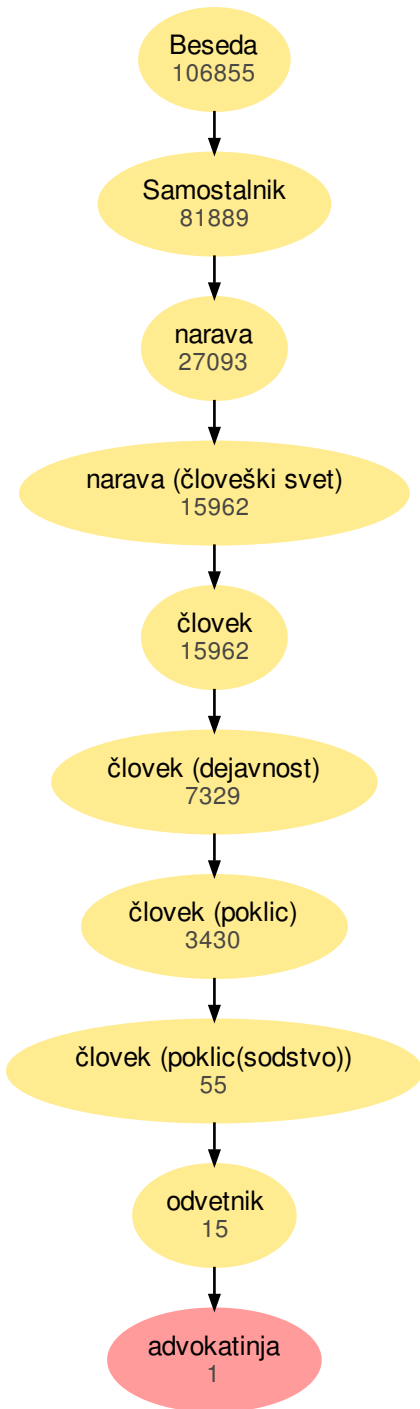 Beseda
106855
Samostalnik
81889
narava
27093
narava (človeški svet)
15962
človek
15962
človek (dejavnost)
7329
človek (poklic)
3430
človek (poklic(sodstvo))
55
odvetnik
15
advokatinja
1